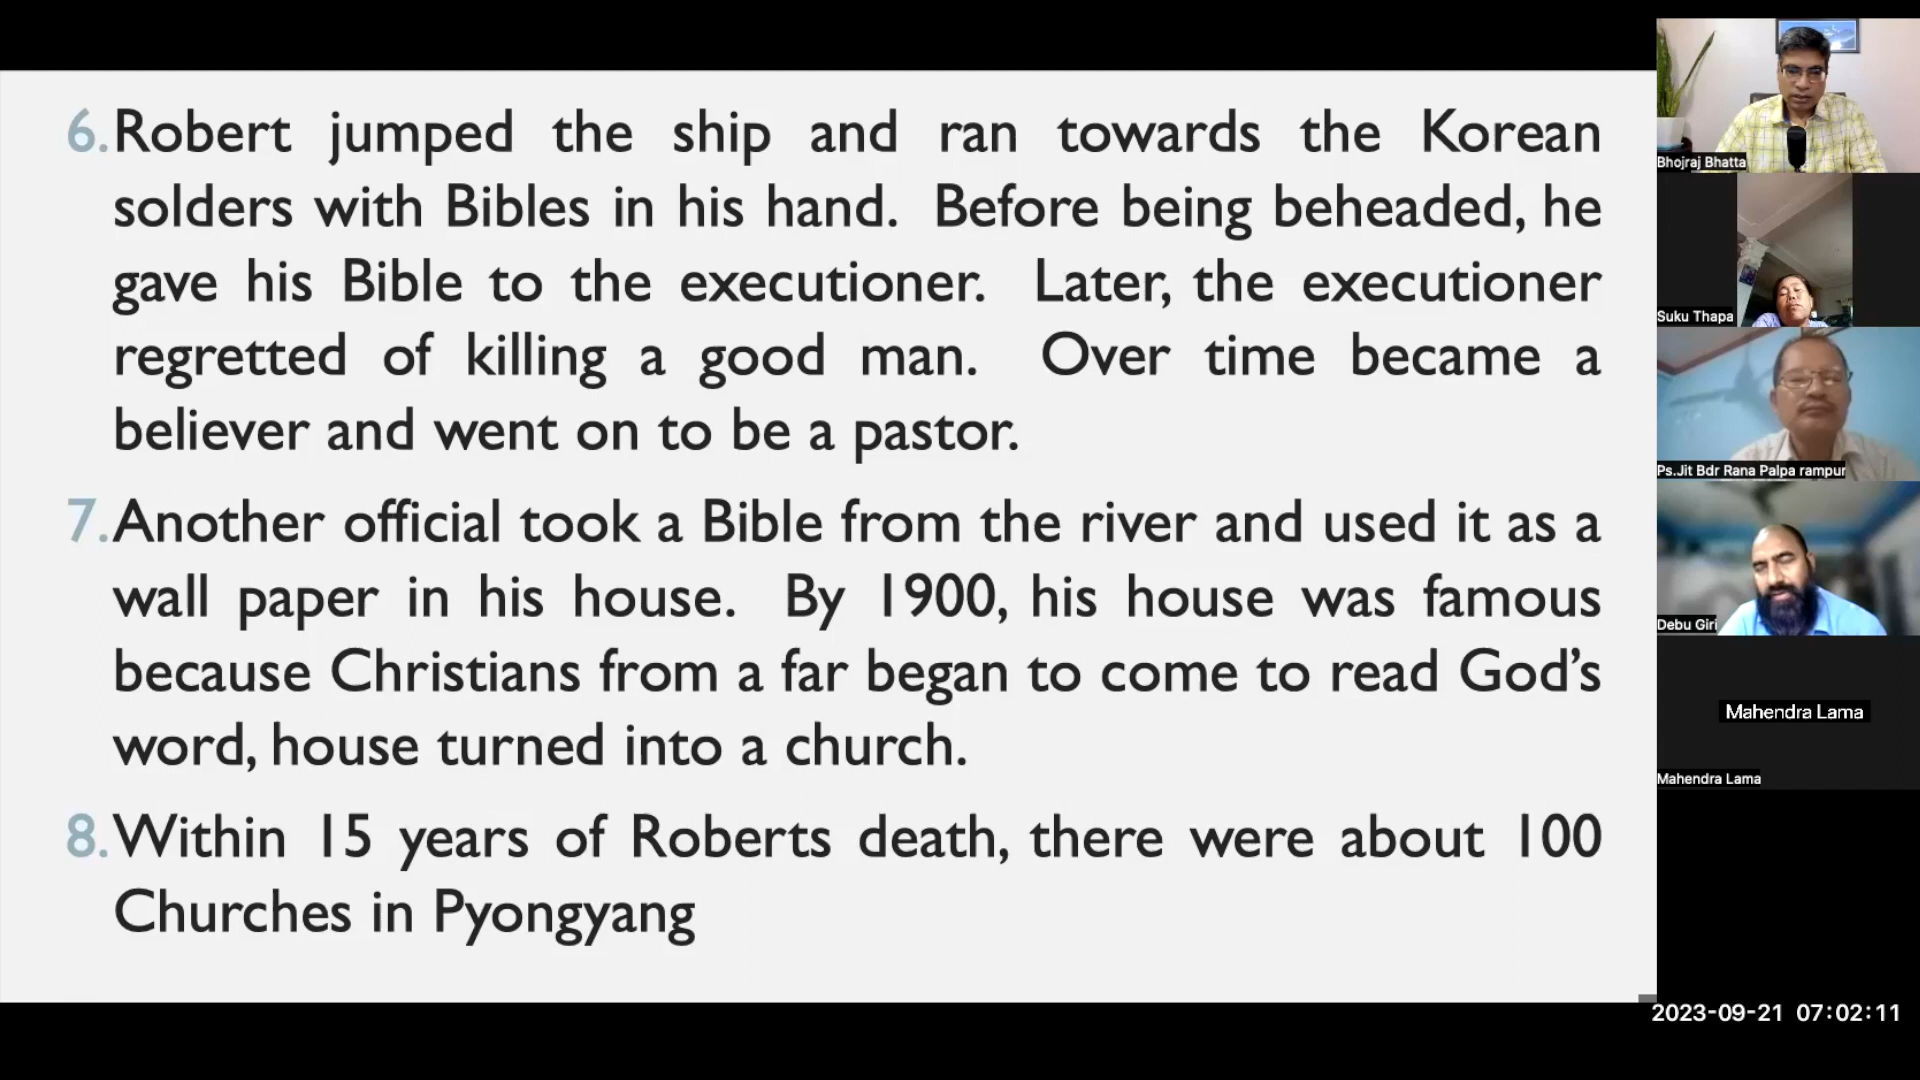 6. Robert jumped the ship and ran towards the Korean
solders with Bibles in his hand. Before being beheaded, he
gave his Bible to the executioner. Later, the executioner
regretted of killing a good man. Over time became a
believer and went on to be a pastor.
7. Another official took a Bible from the river and used it as a
wall paper in his house. By 1900, his house was famous
because Christians from a far began to come to read God’s
word, house turned into a church.
8. Within 15 years of Roberts death, there were about 100
Churches in Pyongyang
Bhojraj Bhatta
Suku Thapa
Ps.Jit Bdr Rana Palpa rampur
Debu Giri
Mahendra Lama
Mahendra Lama
2023-09-21 07:02:11